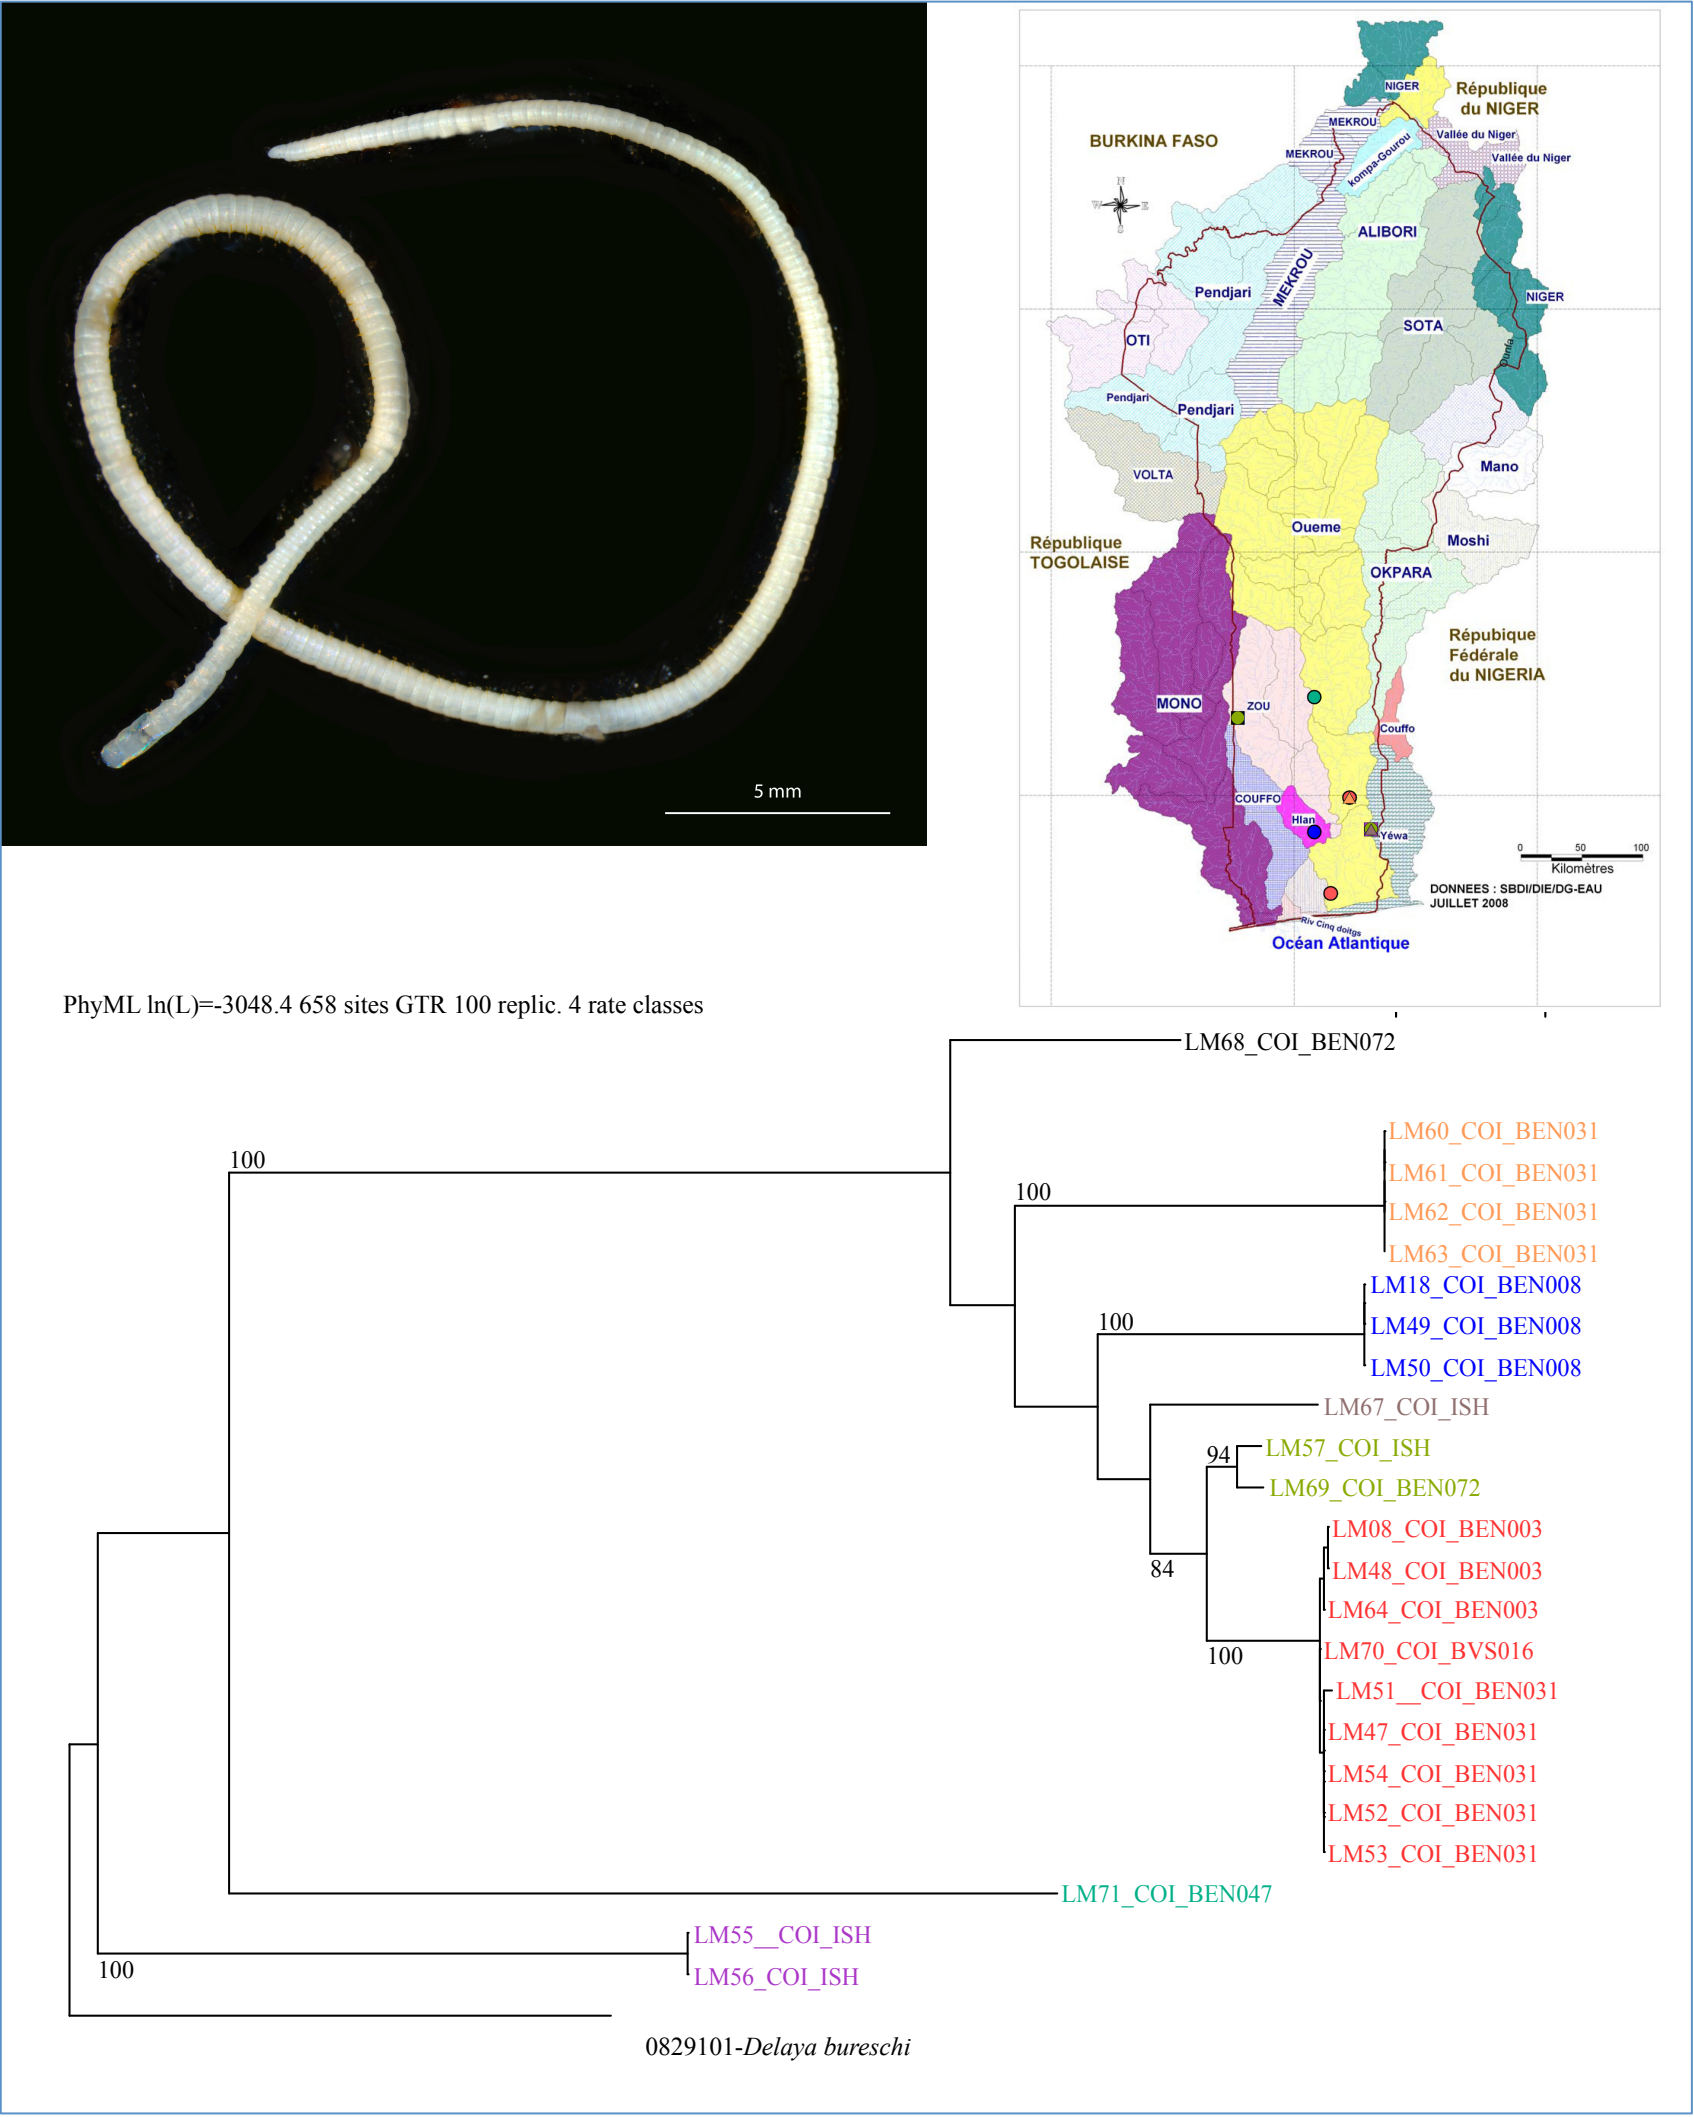 5 mm
NIGER
République
du NIGER
MEKROU
Vallée du Niger
BURKINA FASO
MEKROU
kompa-Gourou
Vallée du Niger
N
W
E
S
ALIBORI
MEKROU
Pendjari
NIGER
SOTA
OTI
Ounfa
Pendjari
Pendjari
VOLTA
Mano
Oueme
République
TOGOLAISE
Moshi
OKPARA
Répubique
Fédérale
du NIGERIA
MONO
ZOU
Couffo
COUFFO
Hlan
Yéwa
0 50 100
Kilomètres
DONNEES : SBDI/DIE/DG-EAU
JUILLET 2008
Riv Cinq doitgs
Océan Atlantique
PhyML ln(L)=-3048.4 658 sites GTR 100 replic. 4 rate classes
LM68_COI_BEN072
LM60_COI_BEN031
100
LM61_COI_BEN031
100
LM62_COI_BEN031
LM63_COI_BEN031
LM18_COI_BEN008
100
LM49_COI_BEN008
LM50_COI_BEN008
LM67_COI_ISH
94
LM57_COI_ISH
LM69_COI_BEN072
LM08_COI_BEN003
84
LM48_COI_BEN003
LM64_COI_BEN003
100
LM70_COI_BVS016
LM51__COI_BEN031
LM47_COI_BEN031
LM54_COI_BEN031
LM52_COI_BEN031
LM53_COI_BEN031
LM71_COI_BEN047
LM55__COI_ISH
100
LM56_COI_ISH
0829101-Delaya bureschi